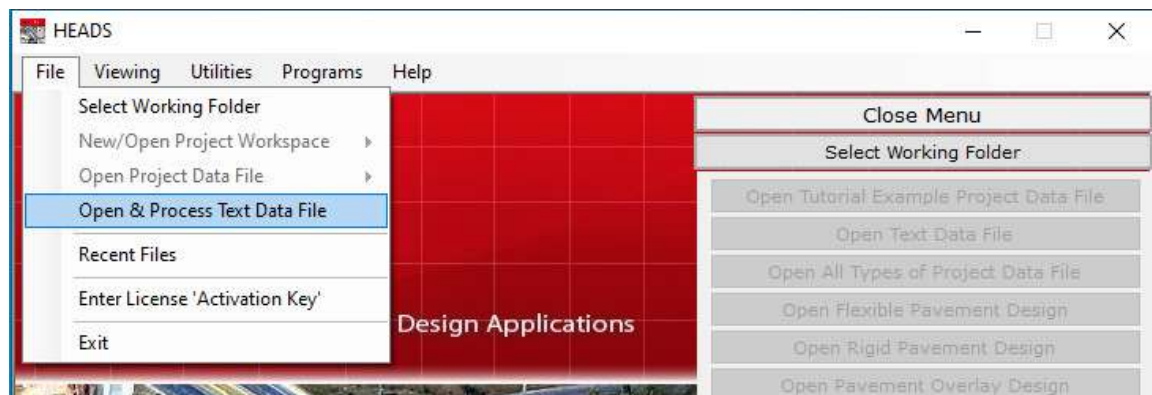 HEADS
File Viewing Utilities Programs Help
Select Working Folder
New/Open Project Workspace
Open Project Data File
Open & Process Text Data File
Recent Files
Enter License 'Activation Key'
Exit
Design Applications
Close Menu
Select Working Folder
Open Tutorial Example Project Data File
Open Text Data File
Open All Types of Project Data File
Open Flexible Pavement Design
Open Rigid Pavement Design
Open Pavement Overlay Design